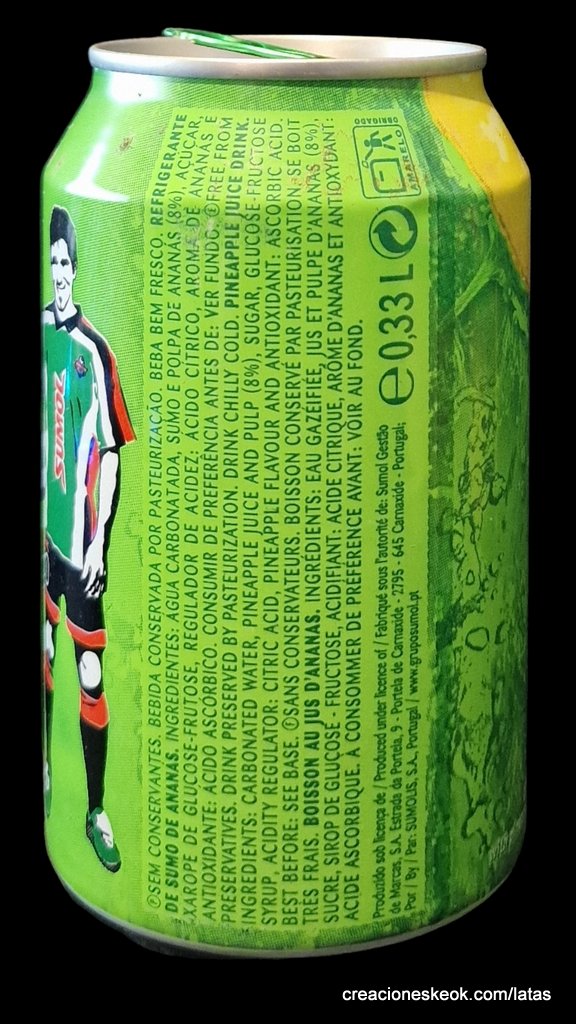 ⓅSEM CONSERVANTES. BEBIDA CONSERVADA POR PASTEURIZAÇÃO. BEBA BEM FRESCO. REFRIGERANTE
DE SUMO DE ANANÁS. INGREDIENTES: ÁGUA CARBONATADA, SUMO E POLPA DE ANANÁS (8%), AÇÚCAR,
XAROPE DE GLUCOSE-FRUTOSE, REGULADOR DE ACIDEZ: ÁCIDO CÍTRICO, AROMA DE ANANÁS E
ANTIOXIDANTE: ÁCIDO ASCÓRBICO. CONSUMIR DE PREFERÊNCIA ANTES DE: VER FUNDO. FREE FROM
PRESERVATIVES. DRINK PRESERVED BY PASTEURIZATION. DRINK CHILLY COLD. PINEAPPLE JUICE DRINK.
INGREDIENTS: CARBONATED WATER, PINEAPPLE JUICE AND PULP (8%), SUGAR, GLUCOSE-FRUCTOSE
SYRUP, ACIDITY REGULATOR: CITRIC ACID, PINEAPPLE FLAVOUR AND ANTIOXIDANT: ASCORBIC ACID.
BEST BEFORE: SEE BASE. ⒻSANS CONSERVATEURS. BOISSON CONSERVÉ PAR PASTEURISATION. SE BOIT
TRÈS FRAIS. BOISSON AU JUS D'ANANAS. INGRÉDIENTS: EAU GAZEIFIÉE, JUS ET PULPE D'ANANAS (8%),
SUCRE, SIROP DE GLUCOSE - FRUCTOSE, ACIDIFIANT: ACIDE CITRIQUE, ARÔME D'ANANAS ET ANTIOXYDANT:
ACIDE ASCORBIQUE. A CONSOMMER DE PRÉFÉRENCE AVANT: VOIR AU FOND.
Produzido sob licença de / Produced under licence of / Fabriqué sous l'autorité de: Sumol Gestão
de Marcas, S.A. Estrada da Portela, 9 - Portela de Carnaxide - 2795 - 645 Carnaxide - Portugal;
Por / By / Par: SUMOLIS, S.A., Portugal / www.gruposumol.pt
e 0,33 L
AMARELO
OBRIGADO
SUMOL
creacioneskeok.com/latas